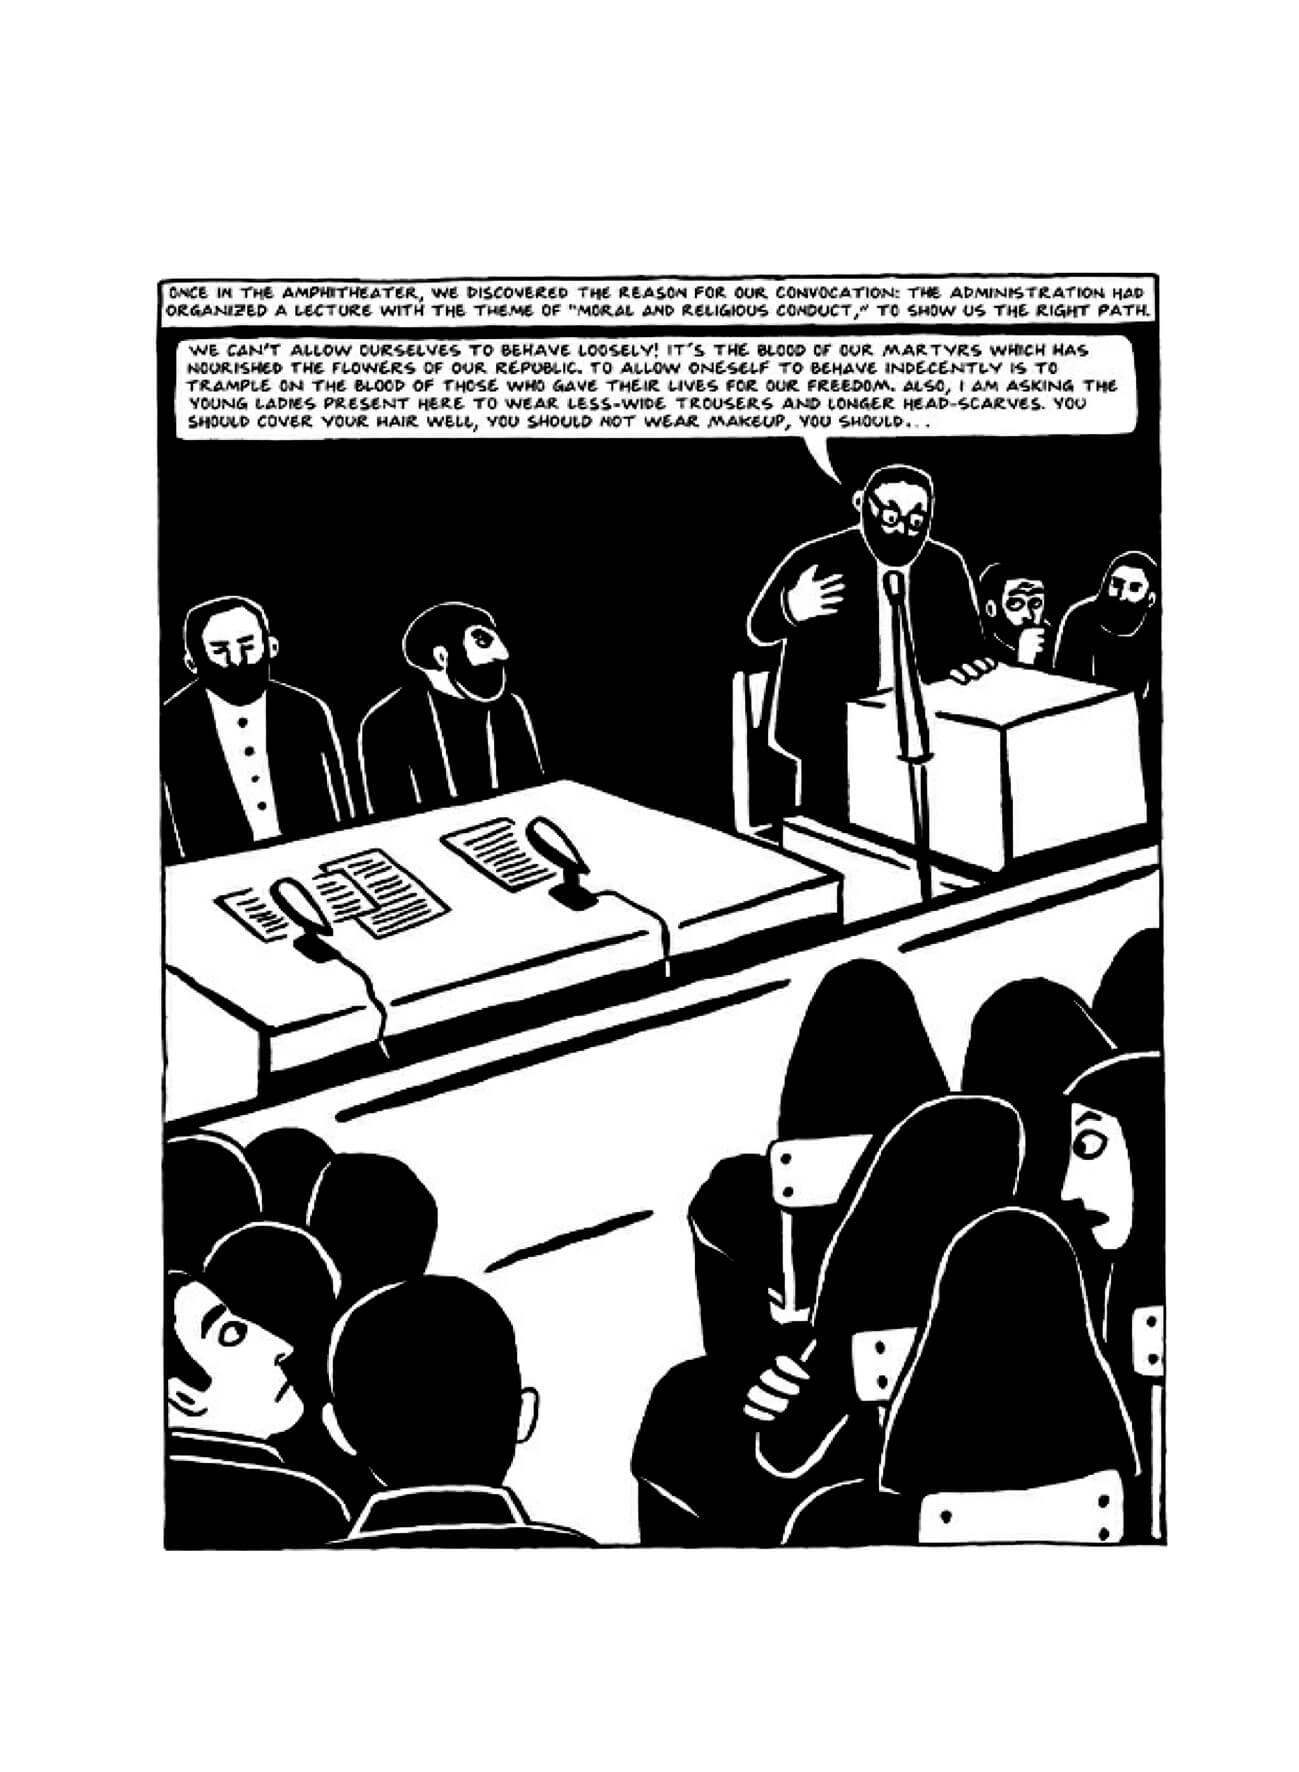 ONCE IN THE AMPHITHEATER, WE DISCOVERED THE REASON FOR OUR CONVOCATION: THE ADMINISTRATION HAD
ORGANIZED A LECTURE WITH THE THEME OF "MORAL AND RELIGIOUS CONDUCT," TO SHOW US THE RIGHT PATH.
WE CAN'T ALLOW OURSELVES TO BEHAVE LOOSELY! IT'S THE BLOOD OF OUR MARTYRS WHICH HAS
NOURISHED THE FLOWERS OF OUR REPUBLIC. TO ALLOW ONESELF TO BEHAVE INDECENTLY IS TO
TRAMPLE ON THE BLOOD OF THOSE WHO GAVE THEIR LIVES FOR OUR FREEDOM. ALSO, I AM ASKING THE
YOUNG LADIES PRESENT HERE TO WEAR LESS-WIDE TROUSERS AND LONGER HEAD-SCARVES. YOU
SHOULD COVER YOUR HAIR WELL, YOU SHOULD NOT WEAR MAKEUP, YOU SHOULD...